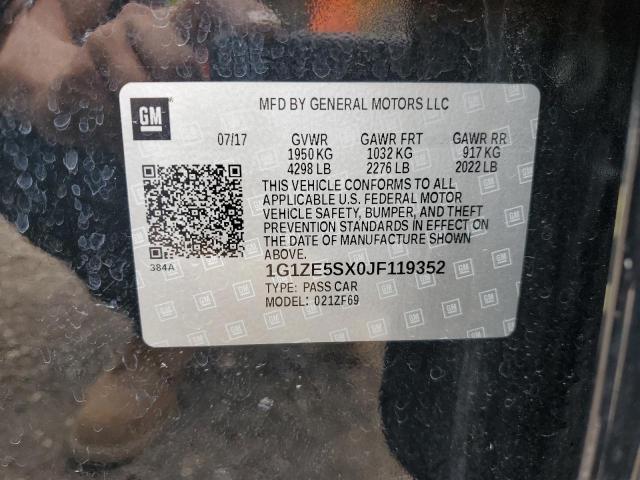 GM
MFD BY GENERAL MOTORS LLC
07/17 GVWR GAWR FRT GAWR RR
1950 KG 1032 KG 917 KG
4298 LB 2276 LB 2022 LB
THIS VEHICLE CONFORMS TO ALL
APPLICABLE U.S. FEDERAL MOTOR
VEHICLE SAFETY, BUMPER, AND THEFT
PREVENTION STANDARDS IN EFFECT ON
THE DATE OF MANUFACTURE SHOWN
ABOVE.
384A
1G1ZE5SX0JF119352
TYPE: PASS CAR
MODEL: 021ZF69